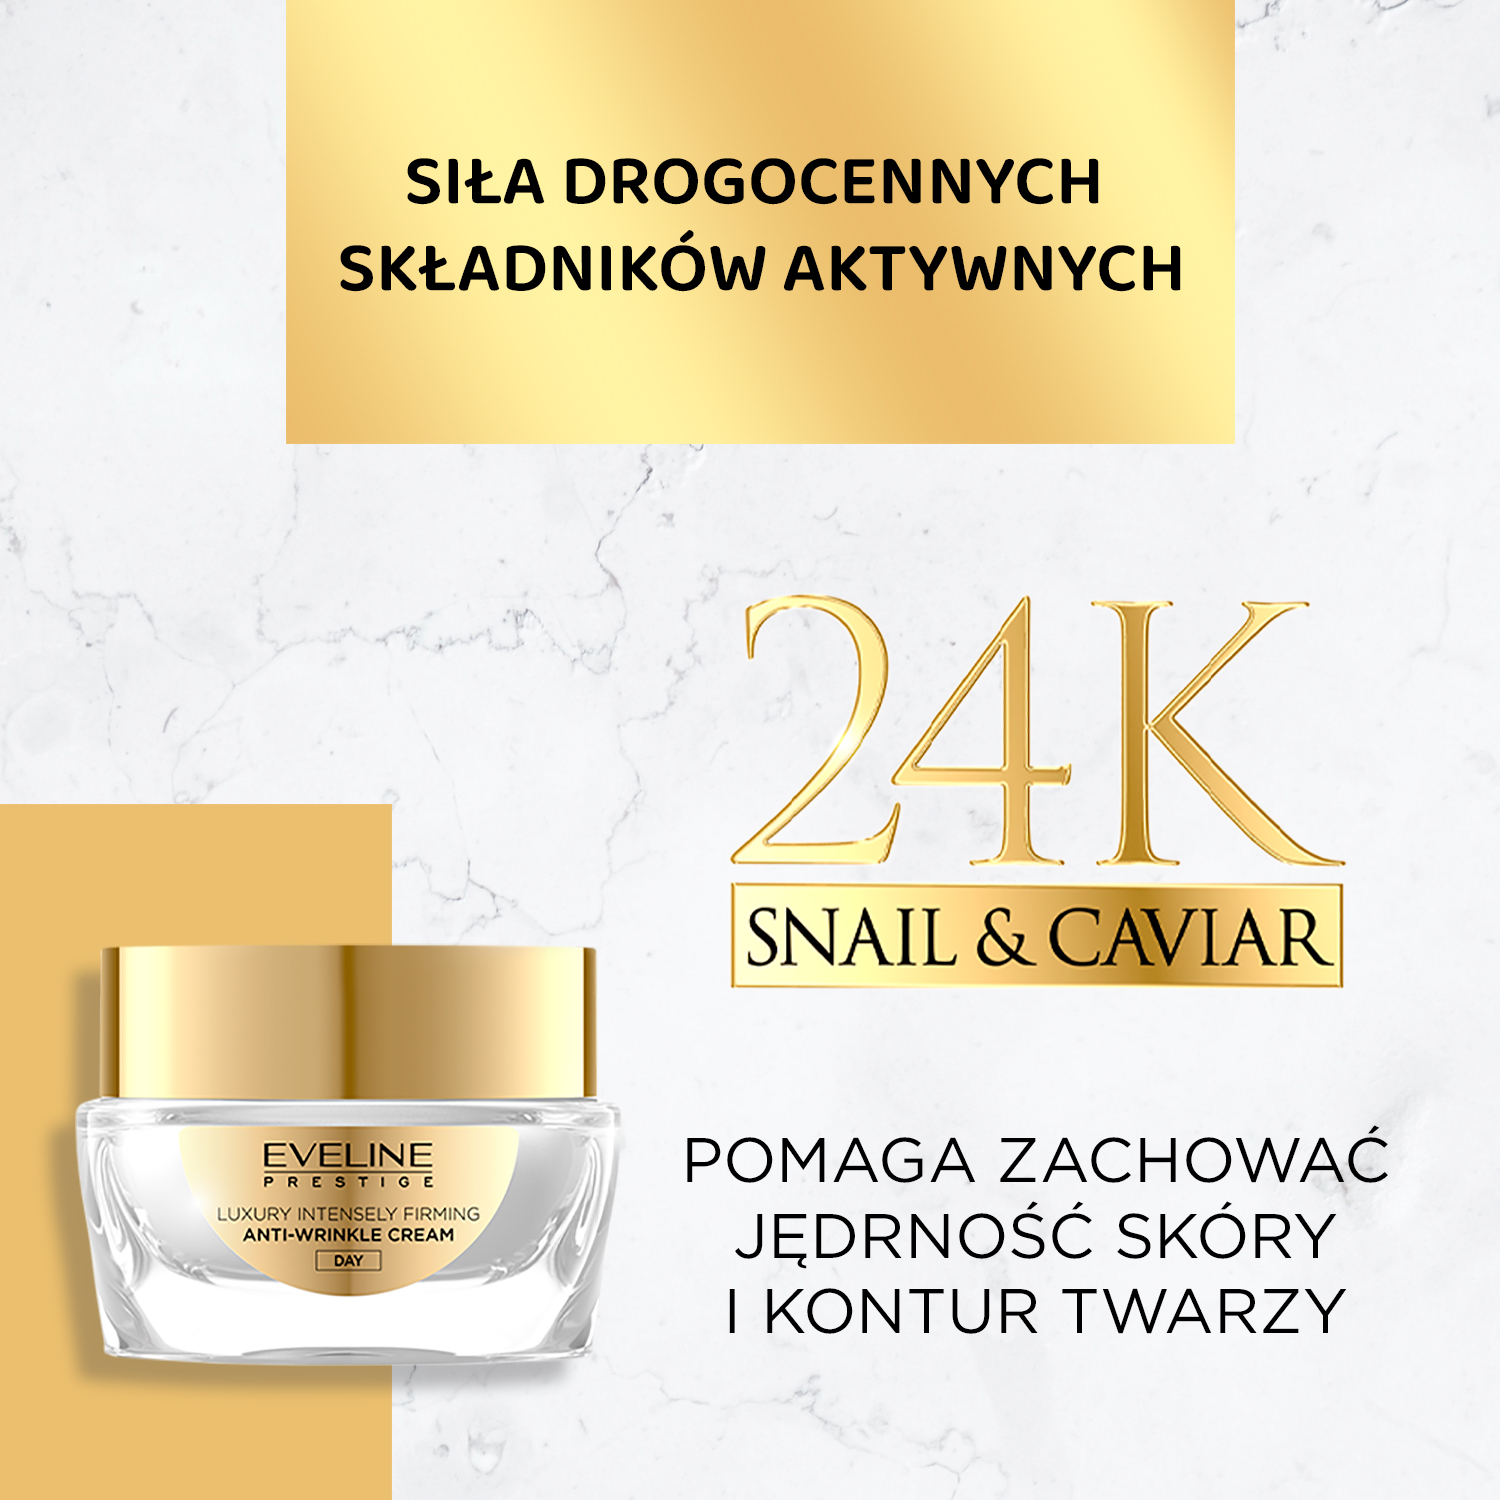 SIŁA DROGOCENNYCH
SKŁADNIKÓW AKTYWNYCH
24K
SNAIL & CAVIAR
EVELINE
PRESTIGE
LUXURY INTENSELY FIRMING
ANTI-WRINKLE CREAM
DAY
POMAGA ZACHOWAĆ
JĘDRNOŚĆ SKÓRY
I KONTUR TWARZY